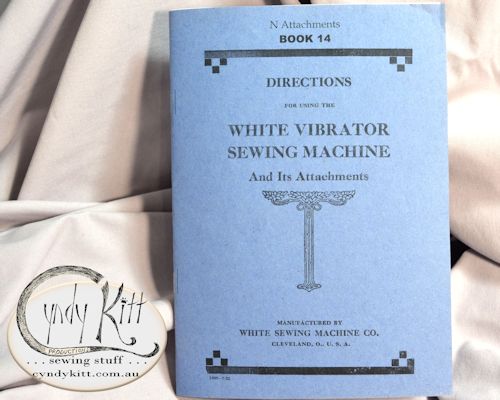 N Attachments
BOOK 14
DIRECTIONS
FOR USING THE
WHITE VIBRATOR
SEWING MACHINE
And Its Attachments
MANUFACTURED BY
WHITE SEWING MACHINE CO.
CLEVELAND, O., U. S. A.
Cyndy Kitt
PRODUCTIONS
. . . sewing stuff . . .
cyndykitt.com.au